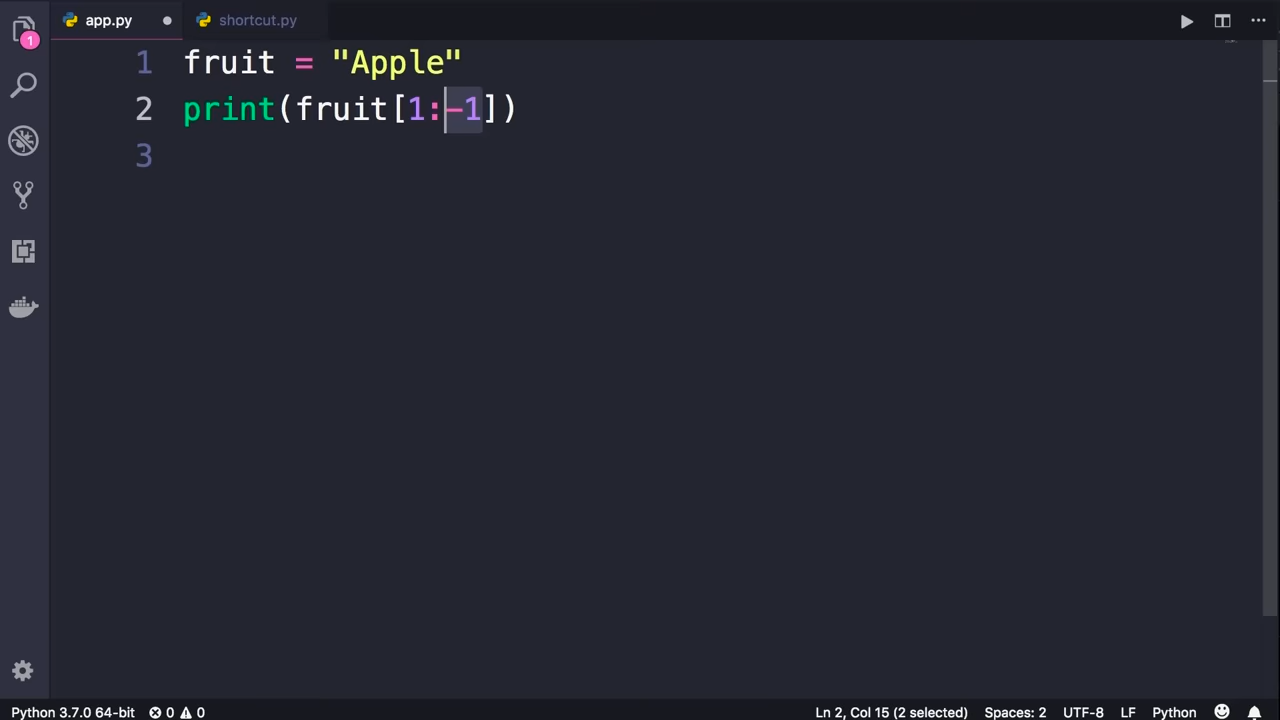 app.py
shortcut.py
1
1 fruit = "Apple"
2 print(fruit[1:-1])
3
Python 3.7.0 64-bit 0 0 Ln 2, Col 15 (2 selected) Spaces: 2 UTF-8 LF Python